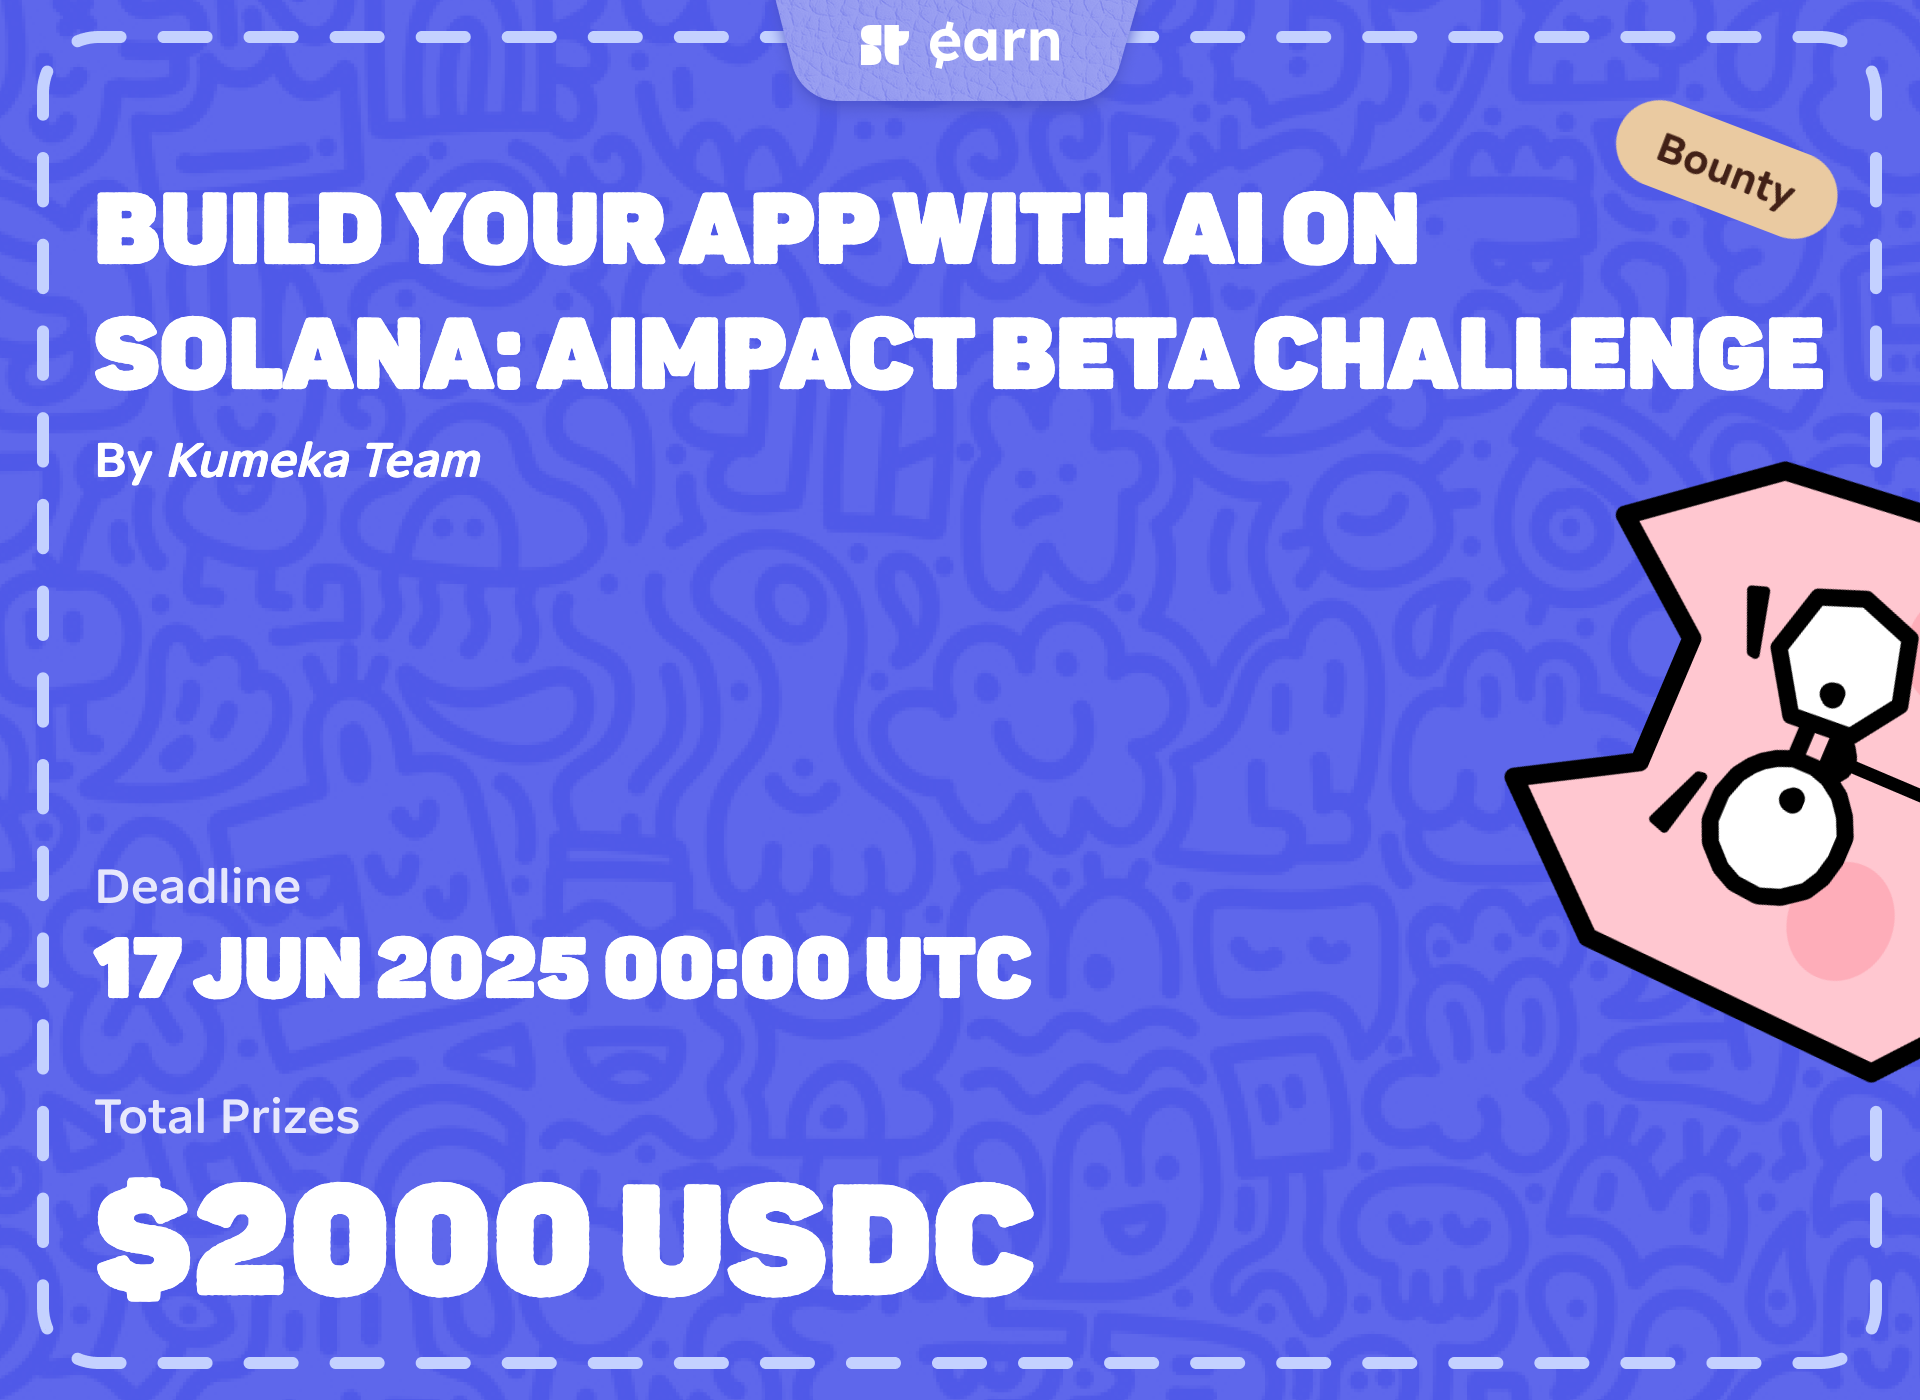 ST earn
Bounty
BUILD YOUR APP WITH AI ON
SOLANA: AIMPACT BETA CHALLENGE
By Kumeka Team
Deadline
17 JUN 2025 00:00 UTC
Total Prizes
$2000 USDC